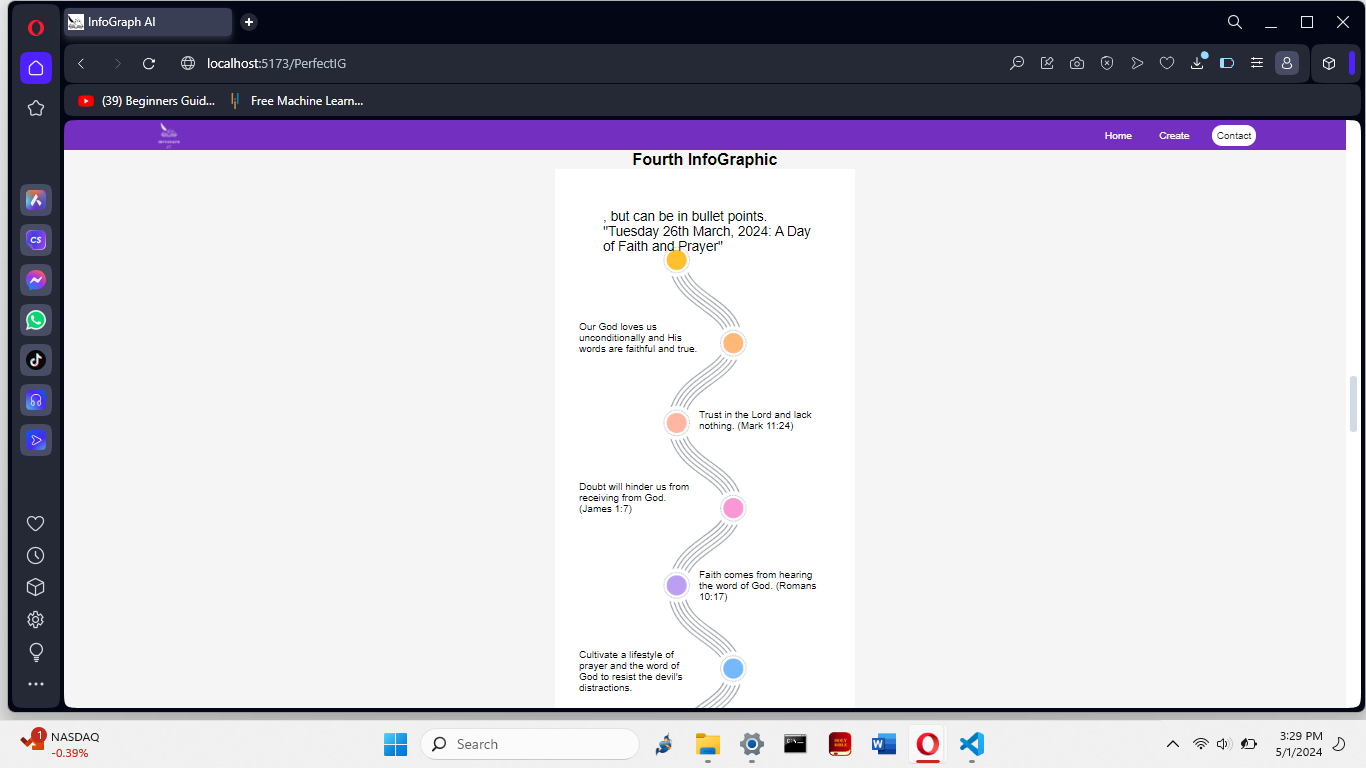 InfoGraph AI
localhost:5173/PerfectIG
(39) Beginners Guid...
Free Machine Learn...
Home
Create
Contact
Fourth InfoGraphic
, but can be in bullet points.
"Tuesday 26th March, 2024: A Day
of Faith and Prayer"
Our God loves us
unconditionally and His
words are faithful and true.
Trust in the Lord and lack
nothing. (Mark 11:24)
Doubt will hinder us from
receiving from God.
(James 1:7)
Faith comes from hearing
the word of God. (Romans
10:17)
Cultivate a lifestyle of
prayer and the word of
God to resist the devil's
distractions.
CS
1
NASDAQ
-0.39%
Search
HOLY
BIBLE
W
3:29 PM
5/1/2024